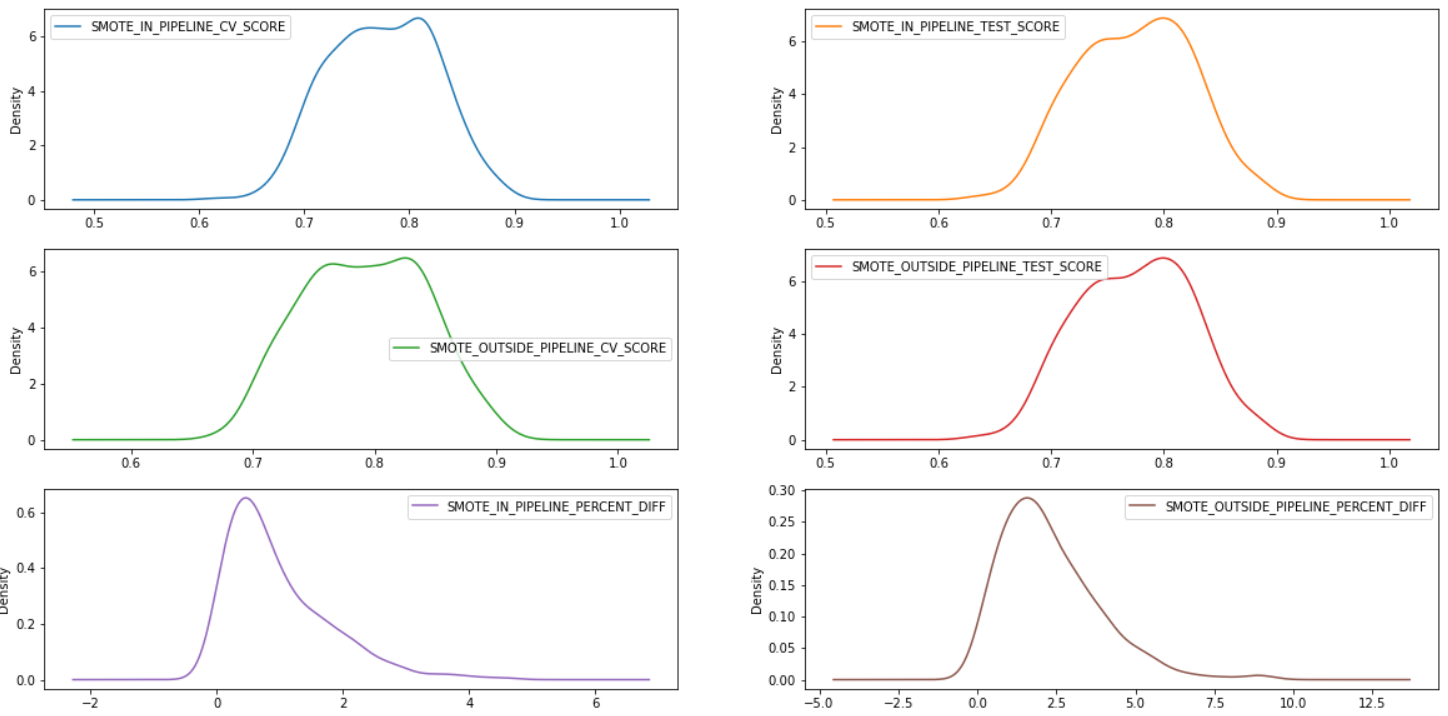 SMOTE_IN_PIPELINE_CV_SCORE
Density
6
4
2
0
0.5 0.6 0.7 0.8 0.9 1.0
SMOTE_IN_PIPELINE_TEST_SCORE
Density
6
4
2
0
0.5 0.6 0.7 0.8 0.9 1.0
SMOTE_OUTSIDE_PIPELINE_CV_SCORE
Density
6
4
2
0
0.6 0.7 0.8 0.9 1.0
SMOTE_OUTSIDE_PIPELINE_TEST_SCORE
Density
6
4
2
0
0.5 0.6 0.7 0.8 0.9 1.0
SMOTE_IN_PIPELINE_PERCENT_DIFF
Density
0.6
0.4
0.2
0.0
−2 0 2 4 6
SMOTE_OUTSIDE_PIPELINE_PERCENT_DIFF
Density
0.30
0.25
0.20
0.15
0.10
0.05
0.00
−5.0 −2.5 0.0 2.5 5.0 7.5 10.0 12.5